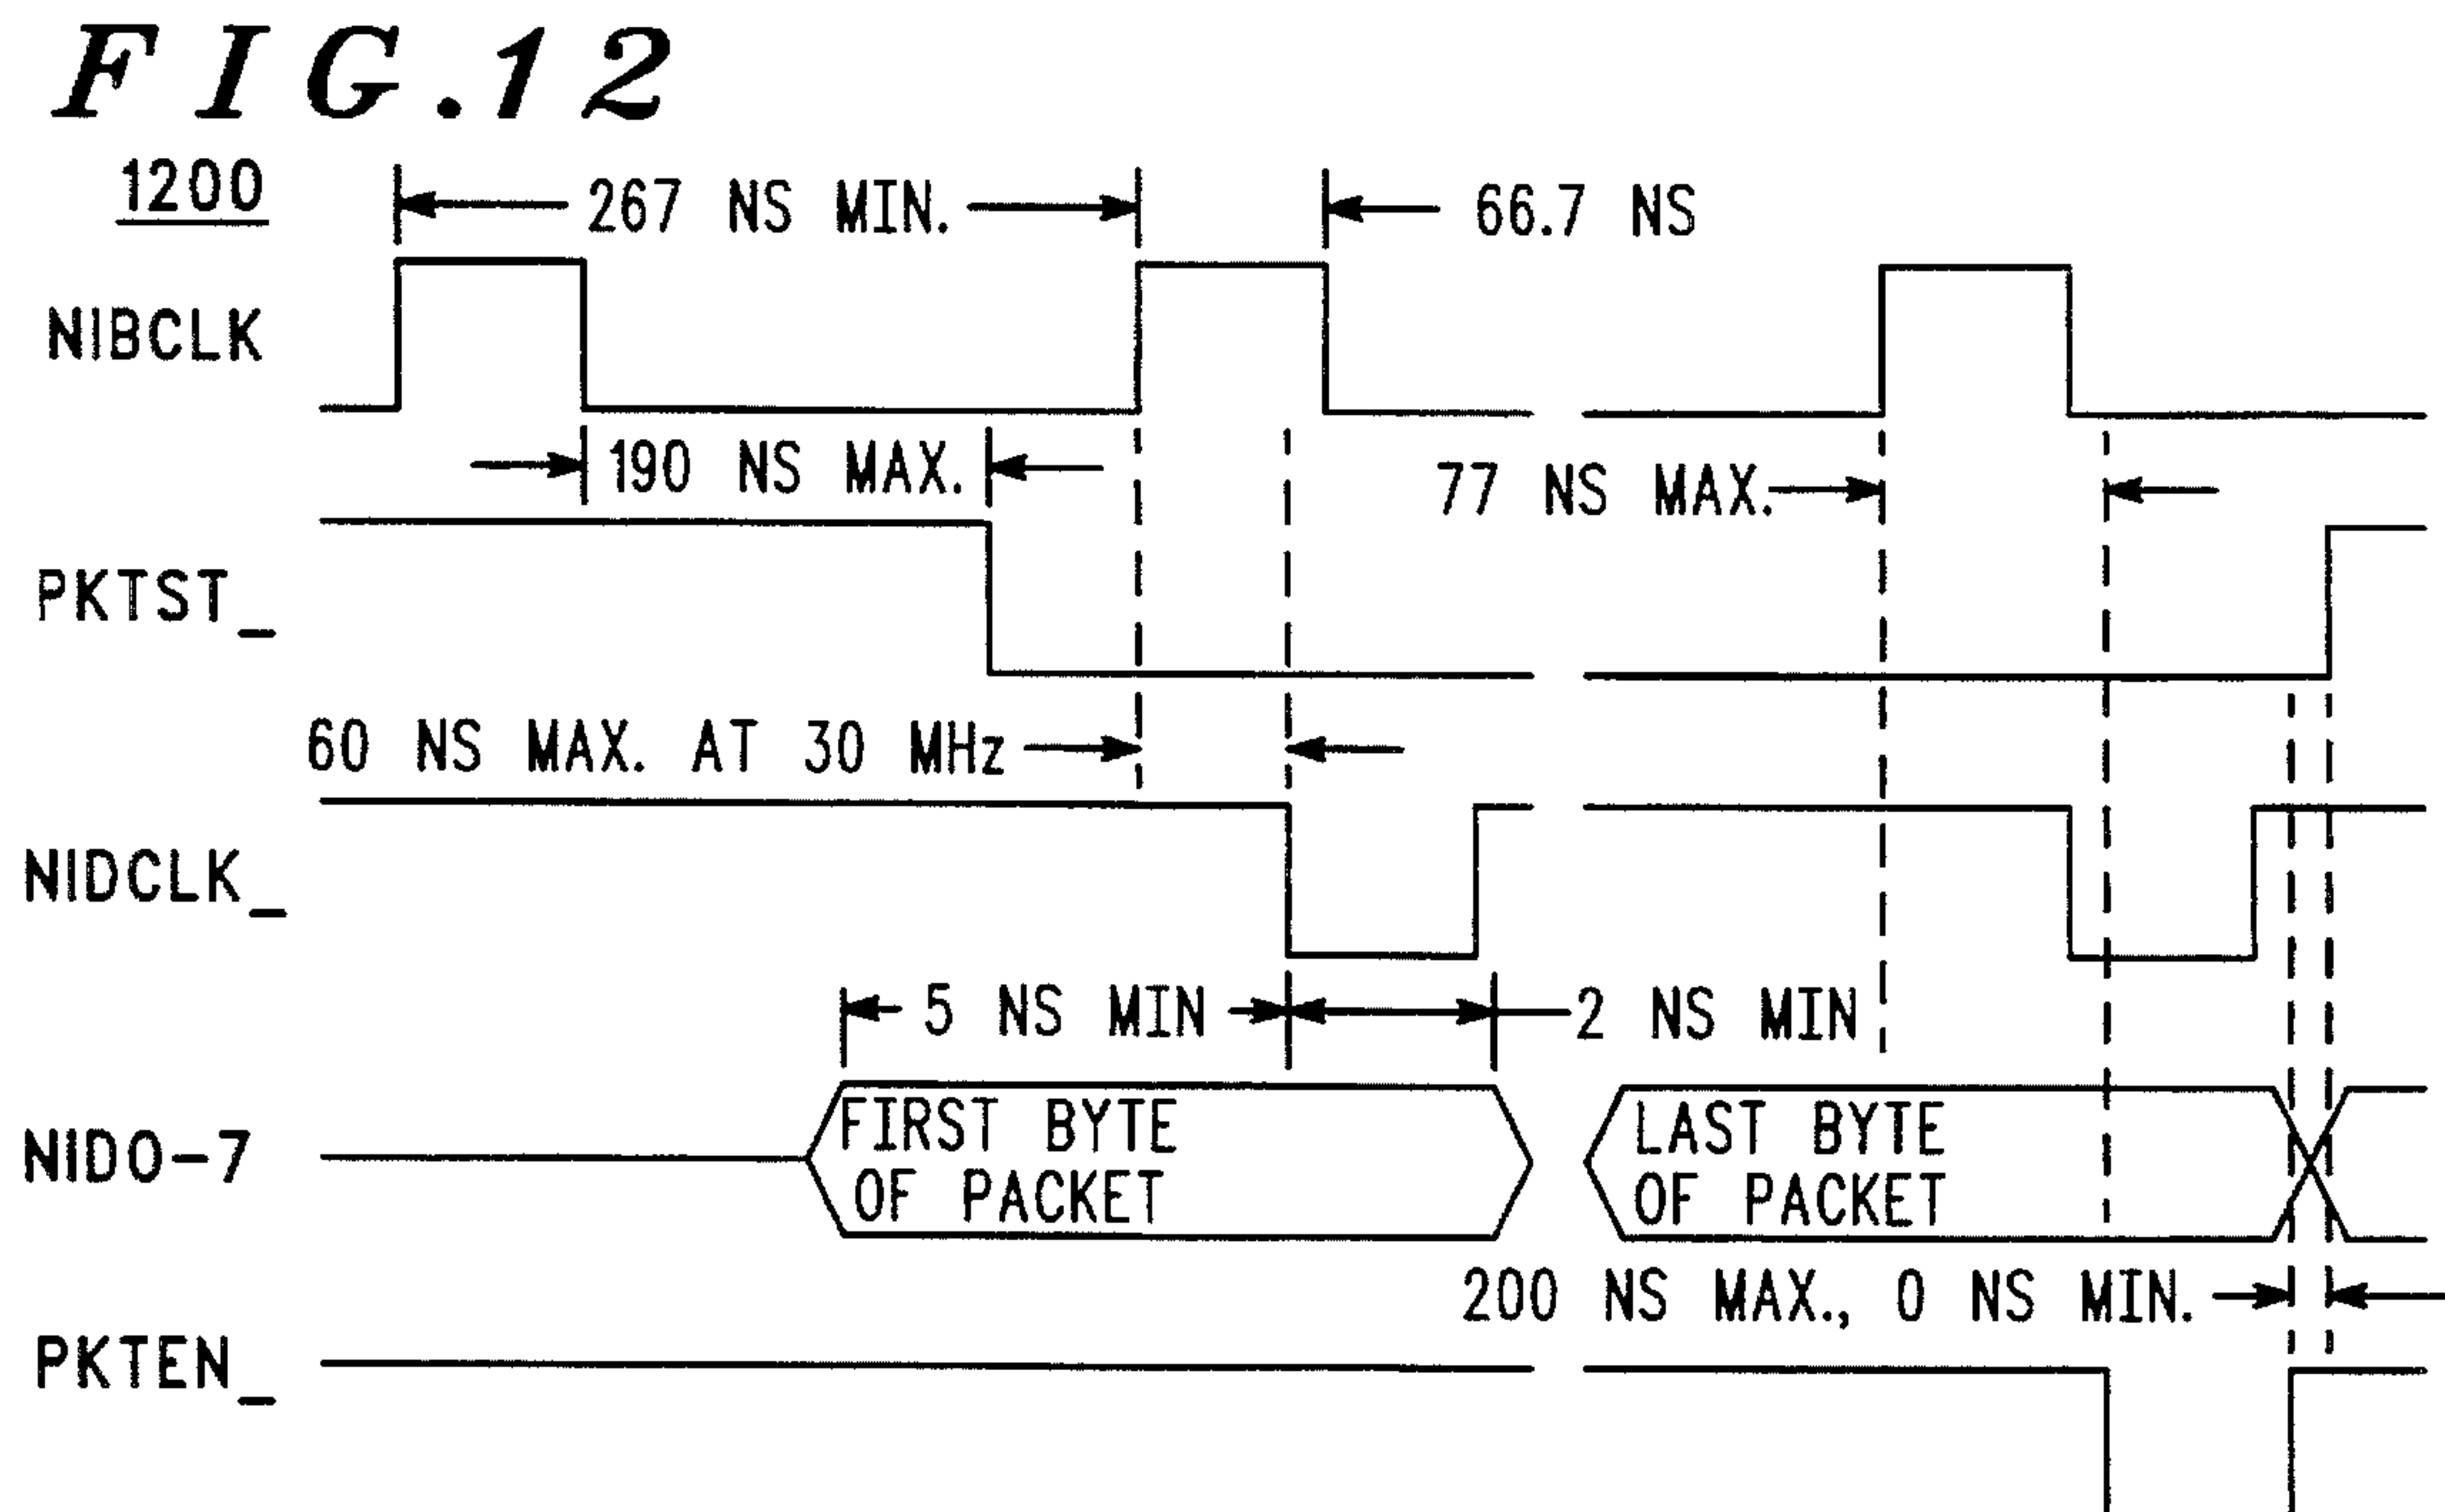 FIG.12
1200
267 NS MIN.
66.7 NS
NIBCLK
190 NS MAX.
77 NS MAX.
PKTST_
60 NS MAX. AT 30 MHz
NIDCLK_
5 NS MIN
2 NS MIN
FIRST BYTE
OF PACKET
LAST BYTE
OF PACKET
NIDO-7
200 NS MAX., 0 NS MIN.
PKTEN_